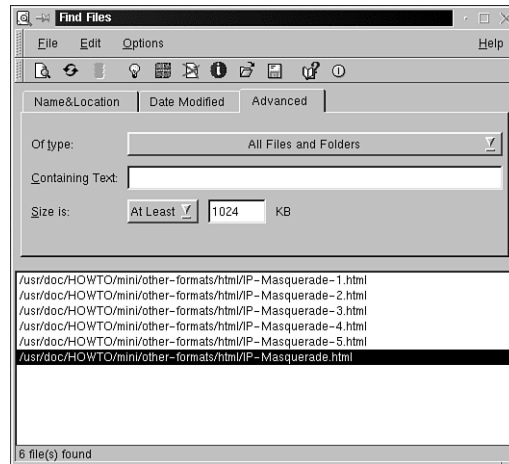 Find Files
File Edit Options Help
Name&Location Date Modified Advanced
Of type: All Files and Folders
Containing Text:
Size is: At Least 1024 KB
/usr/doc/HOWTO/mini/other-formats/html/IP-Masquerade-1.html
/usr/doc/HOWTO/mini/other-formats/html/IP-Masquerade-2.html
/usr/doc/HOWTO/mini/other-formats/html/IP-Masquerade-3.html
/usr/doc/HOWTO/mini/other-formats/html/IP-Masquerade-4.html
/usr/doc/HOWTO/mini/other-formats/html/IP-Masquerade-5.html
/usr/doc/HOWTO/mini/other-formats/html/IP-Masquerade.html
6 file(s) found